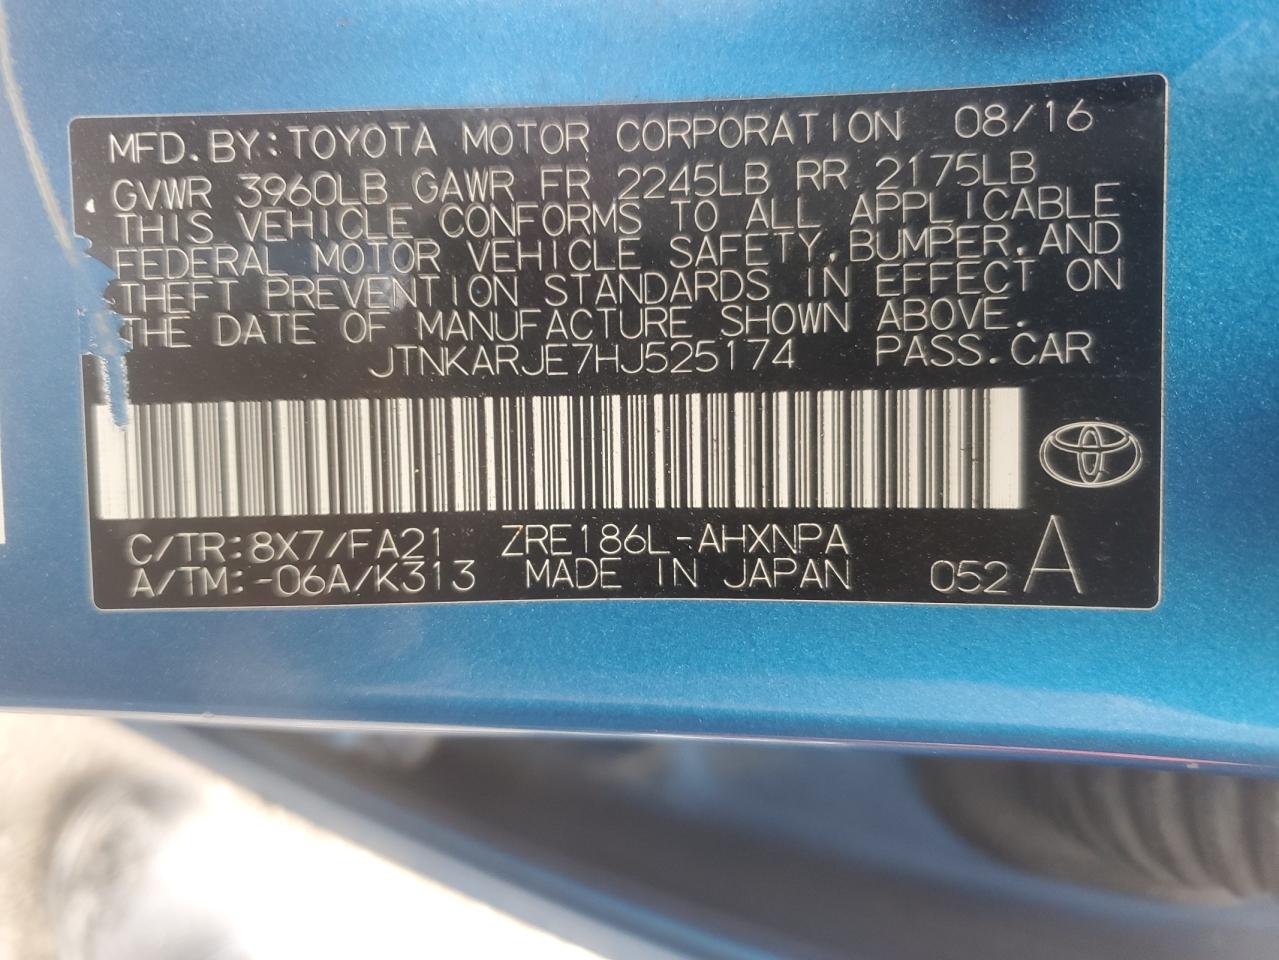 MFD. BY: TOYOTA MOTOR CORPORATION 08/16
GVWR 3960LB GAWR FR 2245LB RR 2175LB
THIS VEHICLE CONFORMS TO ALL APPLICABLE
FEDERAL MOTOR VEHICLE SAFETY, BUMPER, AND
THEFT PREVENTION STANDARDS IN EFFECT ON
THE DATE OF MANUFACTURE SHOWN ABOVE.
JTNKARJE7HJ525174 PASS. CAR
C/TR: 8X7/FA21 ZRE186L-AHXNPA
A/TM: -06A/K313 MADE IN JAPAN 052 A